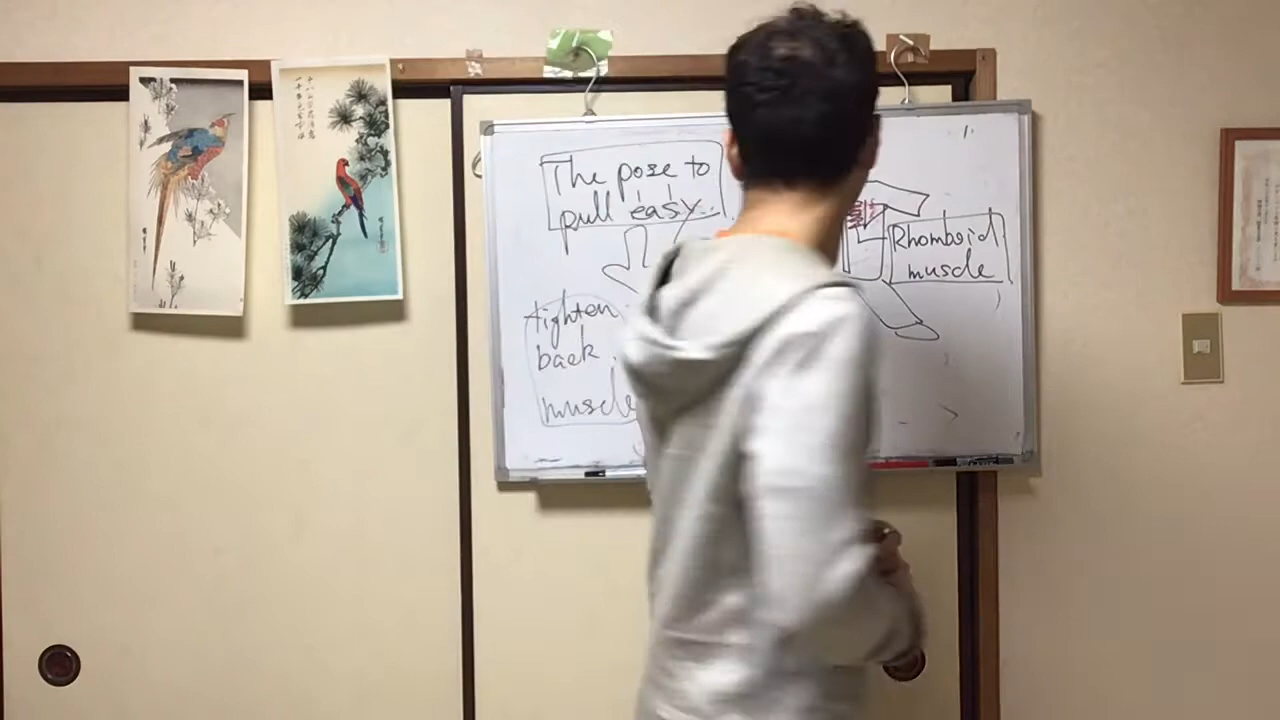 The pose to
pull easy
tighten
back
muscle
Rhomboid
muscle